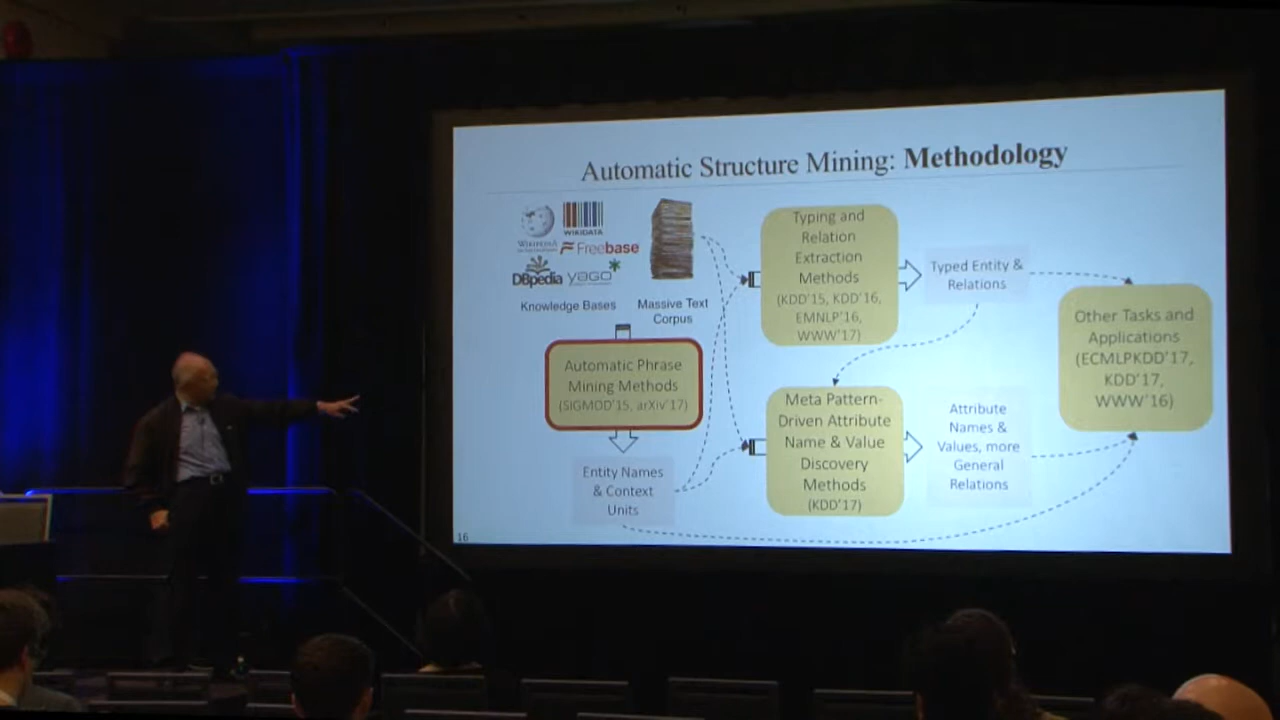 Automatic Structure Mining: Methodology
WIKIPEDIA
WIKIDATA
Freebase
DBpedia
yaGO
Knowledge Bases
Massive Text
Corpus
Automatic Phrase
Mining Methods
(SIGMOD'15, arXiv'17)
Entity Names
& Context
Units
Typing and
Relation
Extraction
Methods
(KDD'15, KDD'16,
EMNLP'16,
WWW'17)
Typed Entity &
Relations
Meta Pattern-
Driven Attribute
Name & Value
Discovery
Methods
(KDD'17)
Attribute
Names &
Values, more
General
Relations
Other Tasks and
Applications
(ECMLPKDD'17,
KDD'17,
WWW'16)
16